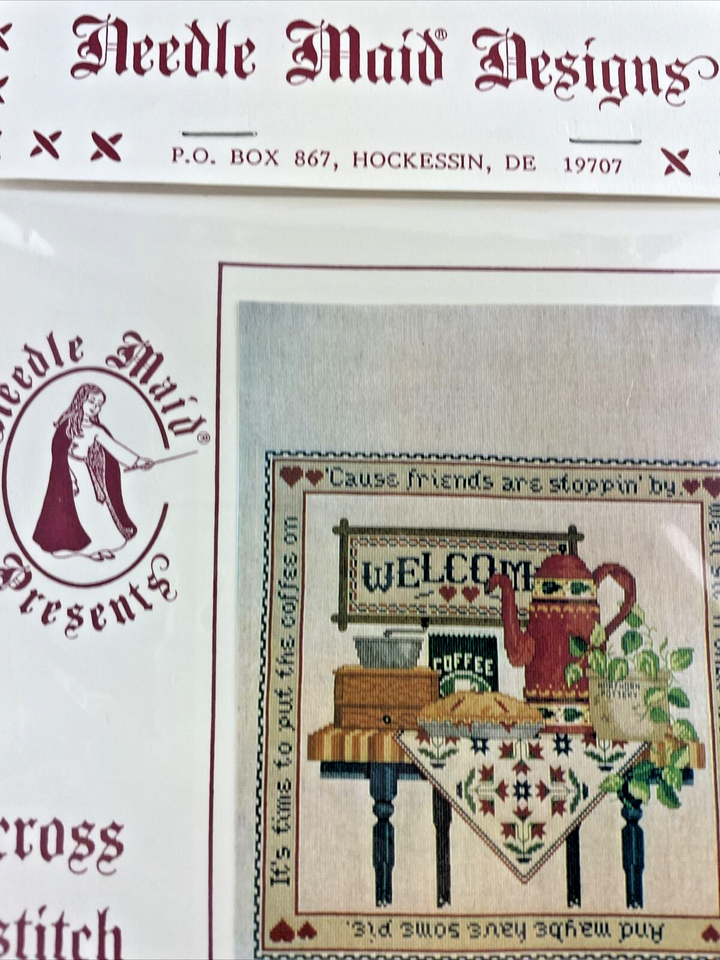 Needle Maid® Designs
P.O. BOX 867, HOCKESSIN, DE 19707
Needle Maid®
Presents
cross
stitch
'Cause friends are stoppin' by.
It's time to put the coffee on
WELCOME
COFFEE
And maybe have some pie.